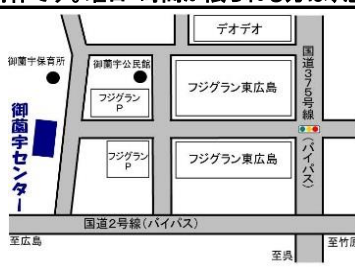 デオデオ
御薗宇保育所
御薗宇公民館
国道375号線(バイパス)
フジグラン
P
フジグラン東広島
御薗宇センター
フジグラン
P
フジグラン東広島
国道2号線(バイパス)
至広島
至呉
至竹原